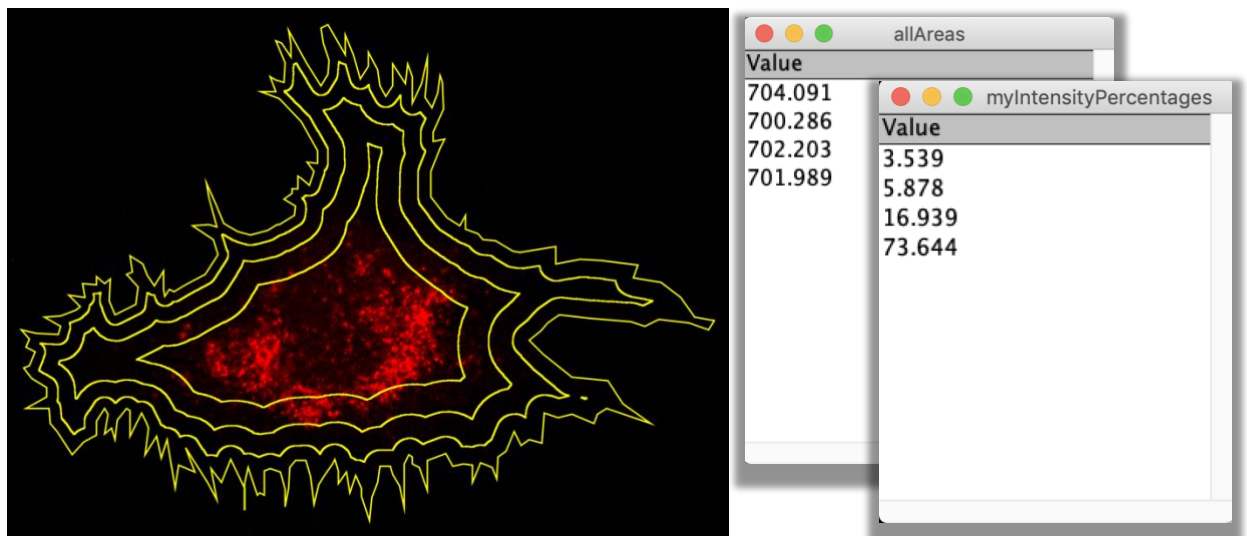 allAreas
Value
704.091
700.286
702.203
701.989
myIntensityPercentages
Value
3.539
5.878
16.939
73.644